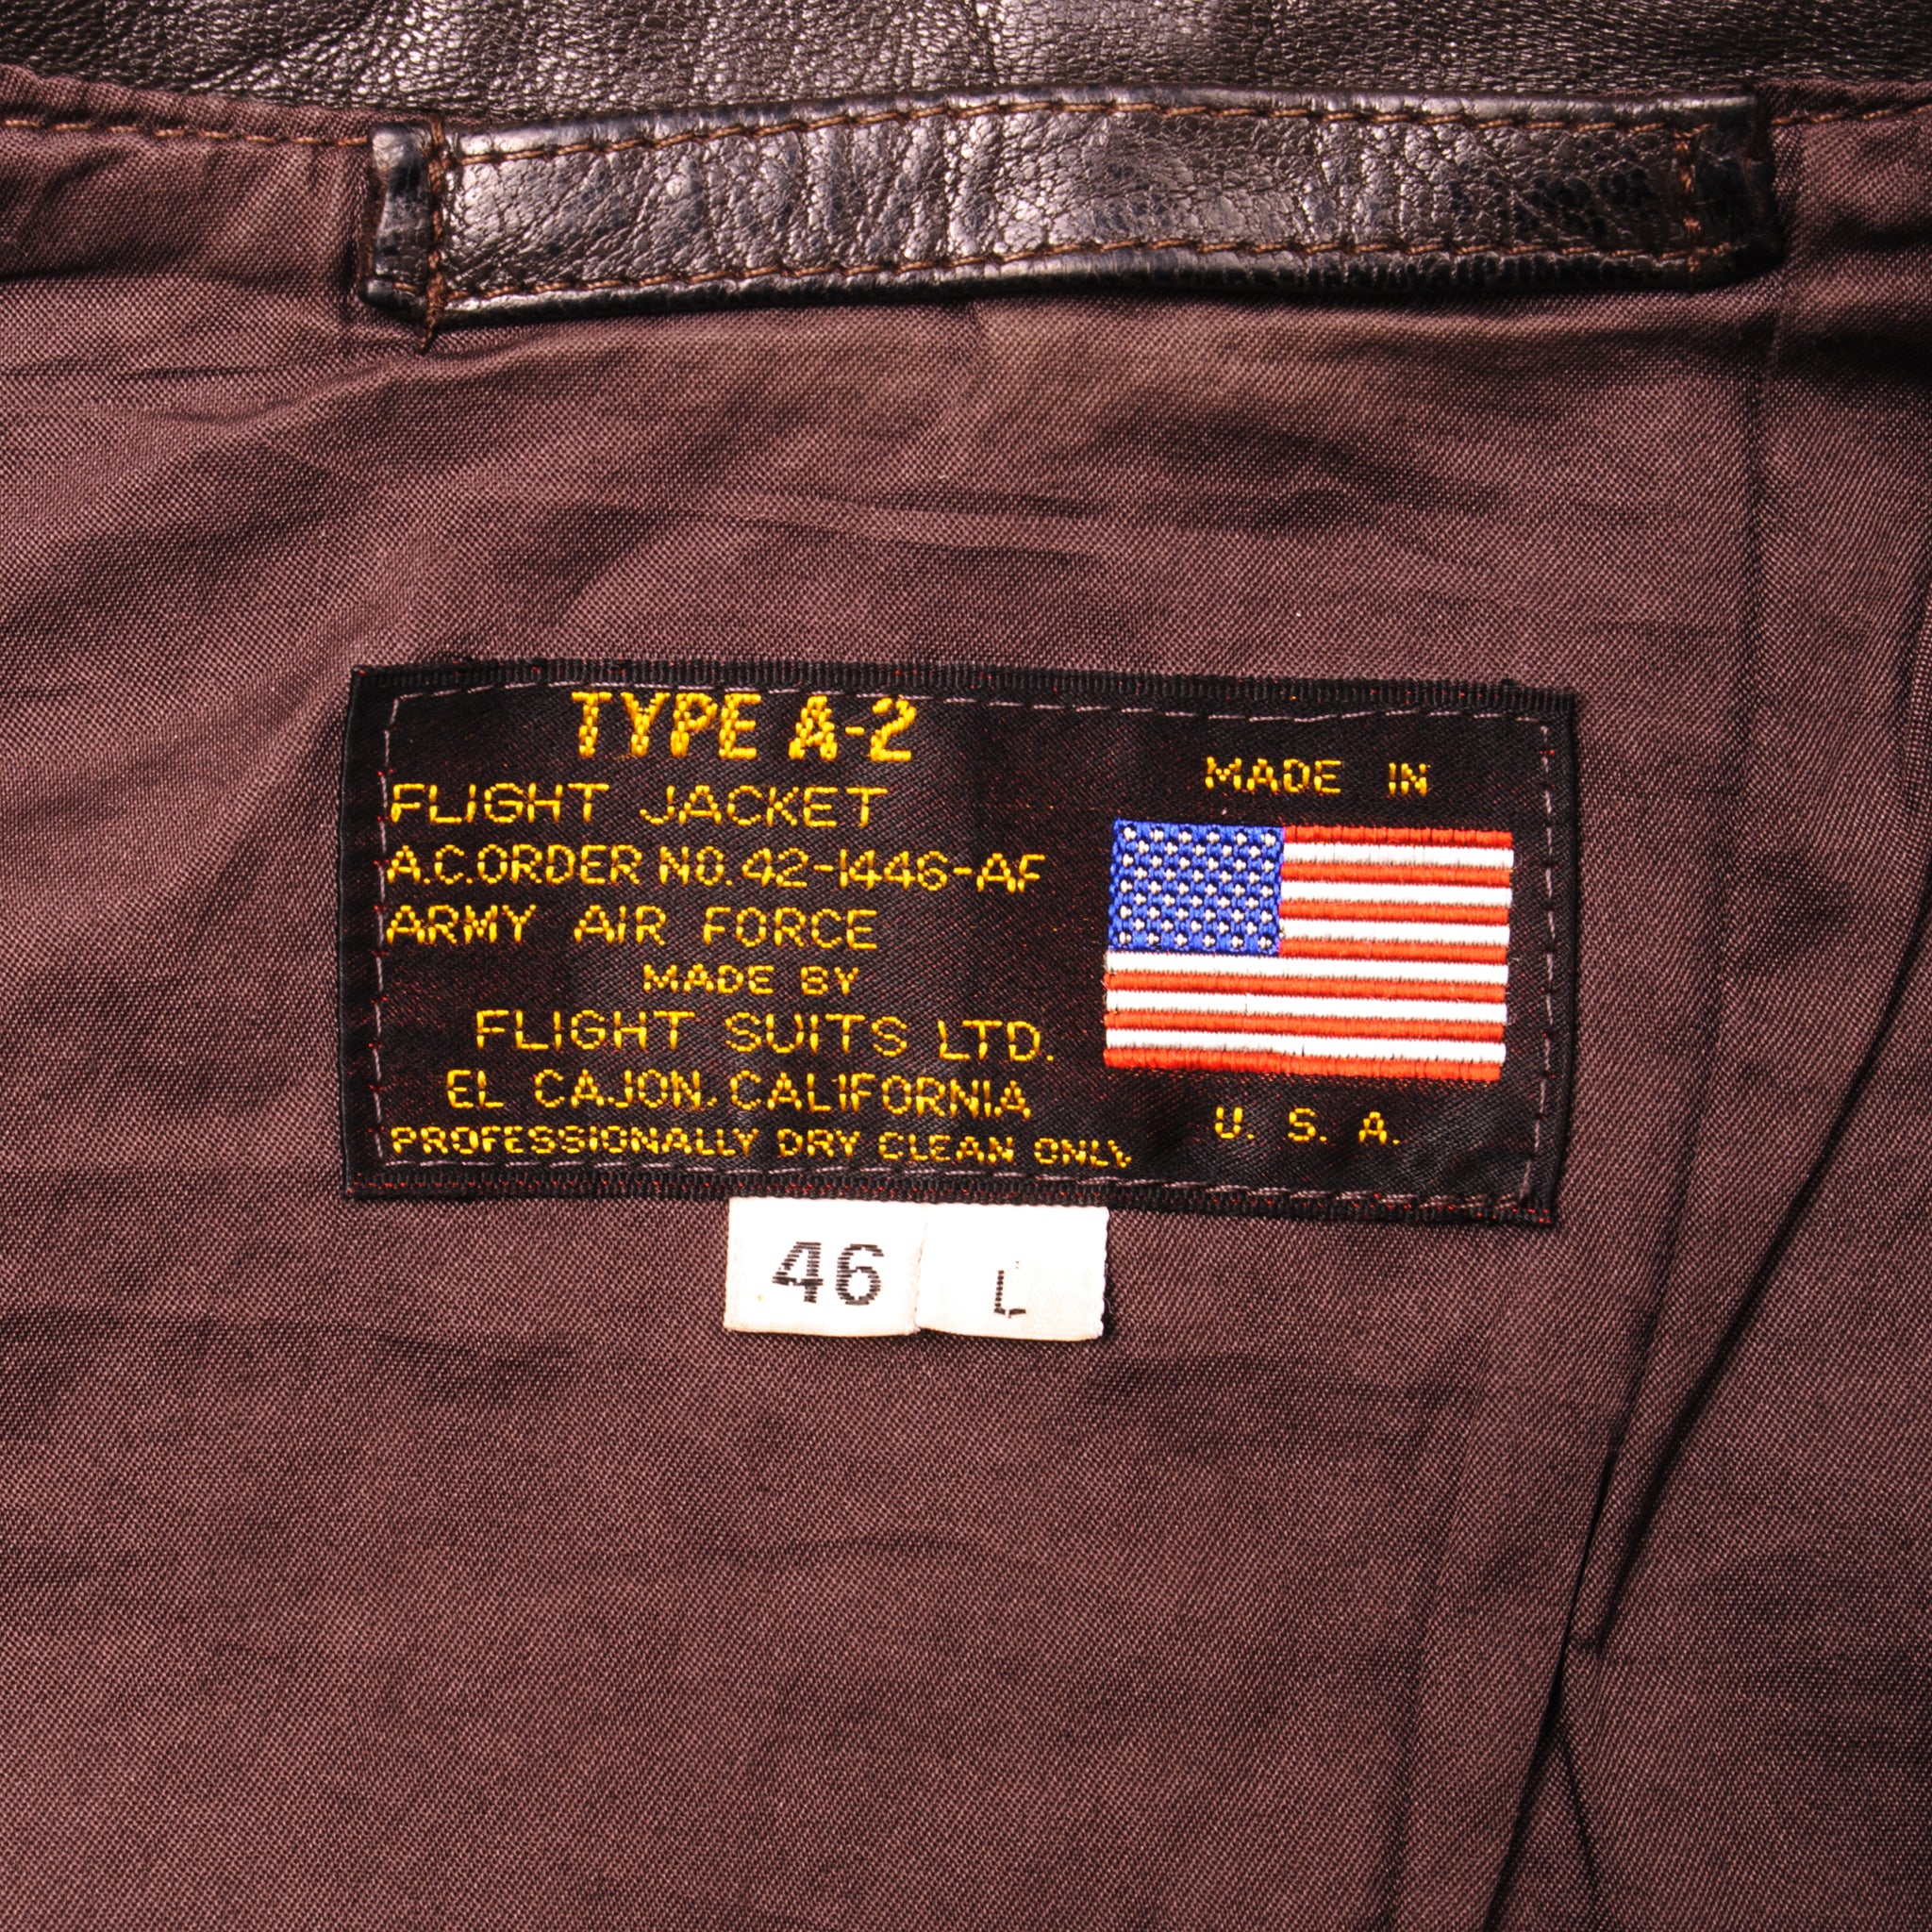 TYPE A-2
FLIGHT JACKET
A.C.ORDER NO.42-1446-AF
ARMY AIR FORCE
MADE BY
FLIGHT SUITS LTD.
EL CAJON, CALIFORNIA
PROFESSIONALLY DRY CLEAN ONLY
MADE IN
U. S. A.
46 L